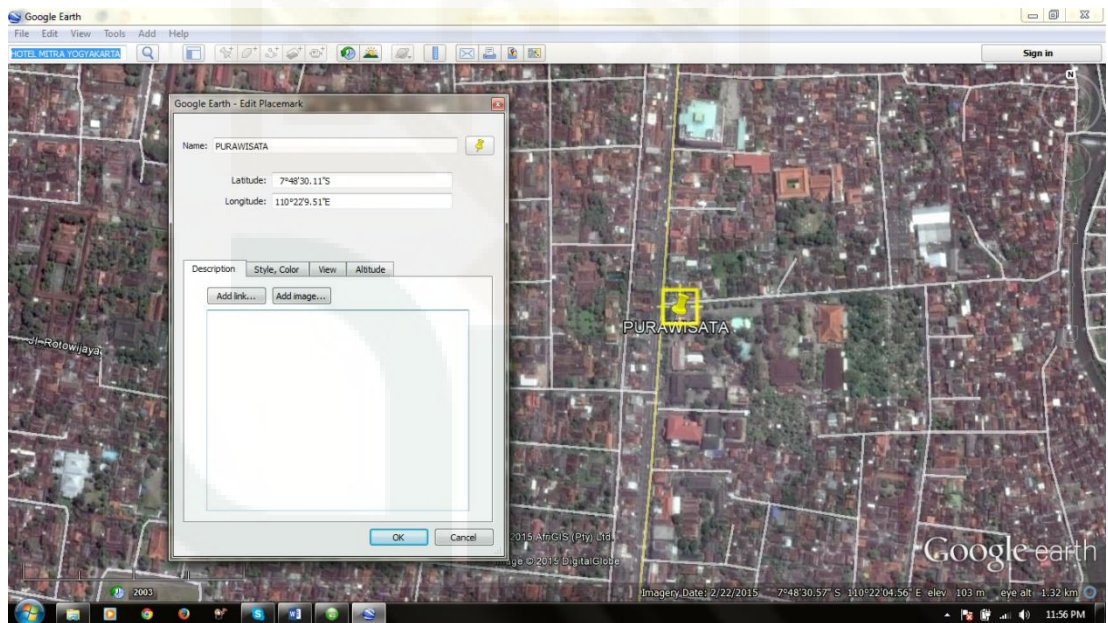 Google Earth
File Edit View Tools Add Help
HOTEL MITRA YOGYAKARTA
Sign in
N
Google Earth - Edit Placemark
Name: PURAWISATA
Latitude: 7°48'30.11"S
Longitude: 110°22'9.51"E
Description Style, Color View Altitude
Add link... Add image...
PURAWISATA
Jl. Rotowijaya
OK Cancel
2015 AfriGIS (Pty) Ltd.
Image © 2015 DigitalGlobe
Google earth
2003
Imagery Date: 2/22/2015 7°48'30.57" S 110°22'04.56" E elev 103 m eye alt 1.32 km
11:56 PM